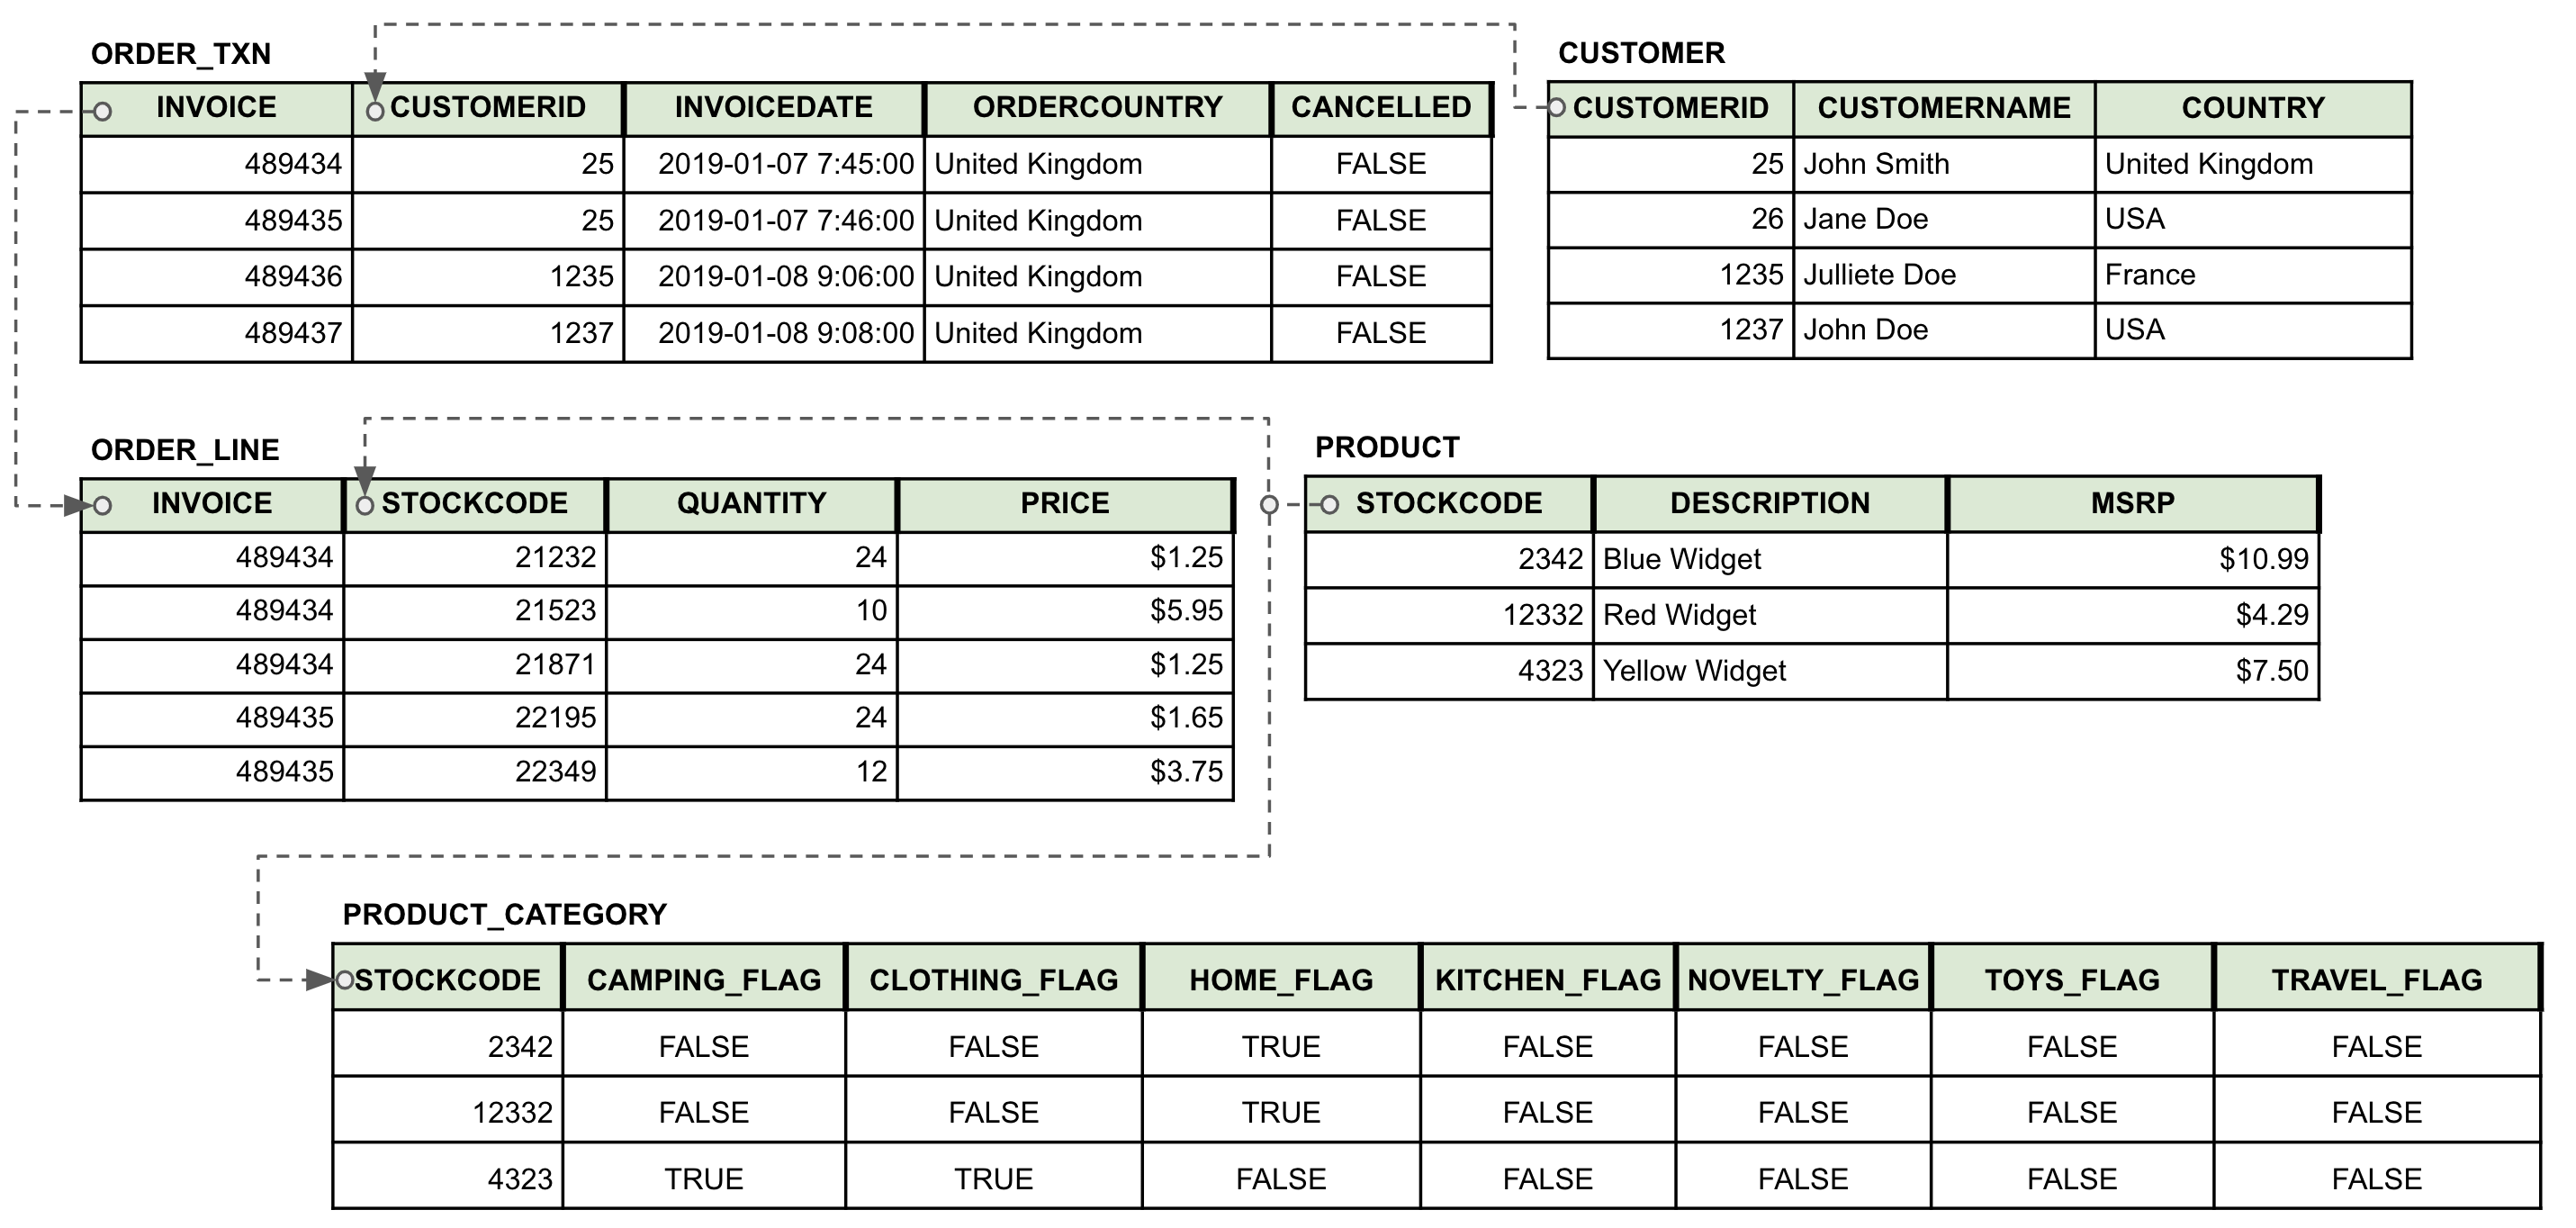 ORDER_TXN
INVOICE CUSTOMERID INVOICEDATE ORDERCOUNTRY CANCELLED
489434 25 2019-01-07 7:45:00 United Kingdom FALSE
489435 25 2019-01-07 7:46:00 United Kingdom FALSE
489436 1235 2019-01-08 9:06:00 United Kingdom FALSE
489437 1237 2019-01-08 9:08:00 United Kingdom FALSE
CUSTOMER
CUSTOMERID CUSTOMERNAME COUNTRY
25 John Smith United Kingdom
26 Jane Doe USA
1235 Julliete Doe France
1237 John Doe USA
ORDER_LINE
INVOICE STOCKCODE QUANTITY PRICE
489434 21232 24 $1.25
489434 21523 10 $5.95
489434 21871 24 $1.25
489435 22195 24 $1.65
489435 22349 12 $3.75
PRODUCT
STOCKCODE DESCRIPTION MSRP
2342 Blue Widget $10.99
12332 Red Widget $4.29
4323 Yellow Widget $7.50
PRODUCT_CATEGORY
STOCKCODE CAMPING_FLAG CLOTHING_FLAG HOME_FLAG KITCHEN_FLAG NOVELTY_FLAG TOYS_FLAG TRAVEL_FLAG
2342 FALSE FALSE TRUE FALSE FALSE FALSE FALSE
12332 FALSE FALSE TRUE FALSE FALSE FALSE FALSE
4323 TRUE TRUE FALSE FALSE FALSE FALSE FALSE